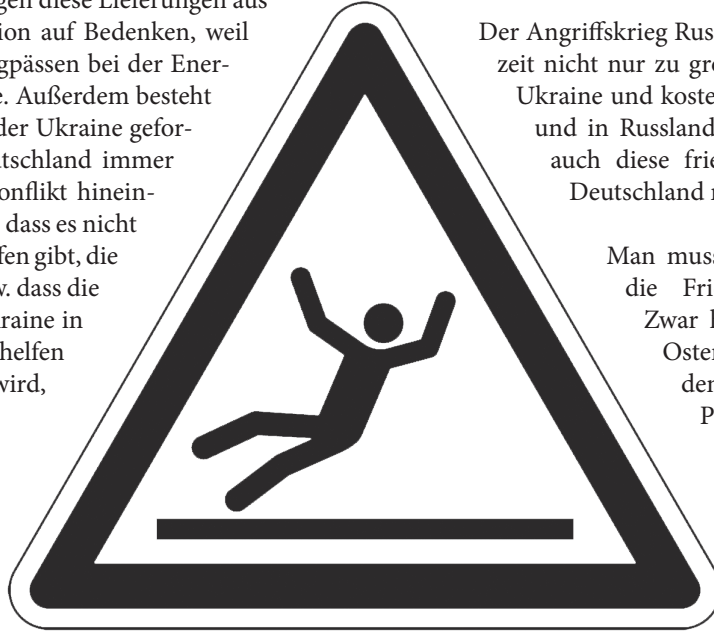 gen diese Lieferungen aus
ion auf Bedenken, weil
gpässen bei der Ener-
e. Außerdem besteht
der Ukraine gefor-
utschland immer
onflikt hinein-
dass es nicht
fen gibt, die
w. dass die
raine in
helfen
wird,
Der Angriffskrieg Rus
zeit nicht nur zu gr
Ukraine und koste
und in Russland
auch diese frie
Deutschland
Man muss
die Fri
Zwar
Oster
den
P